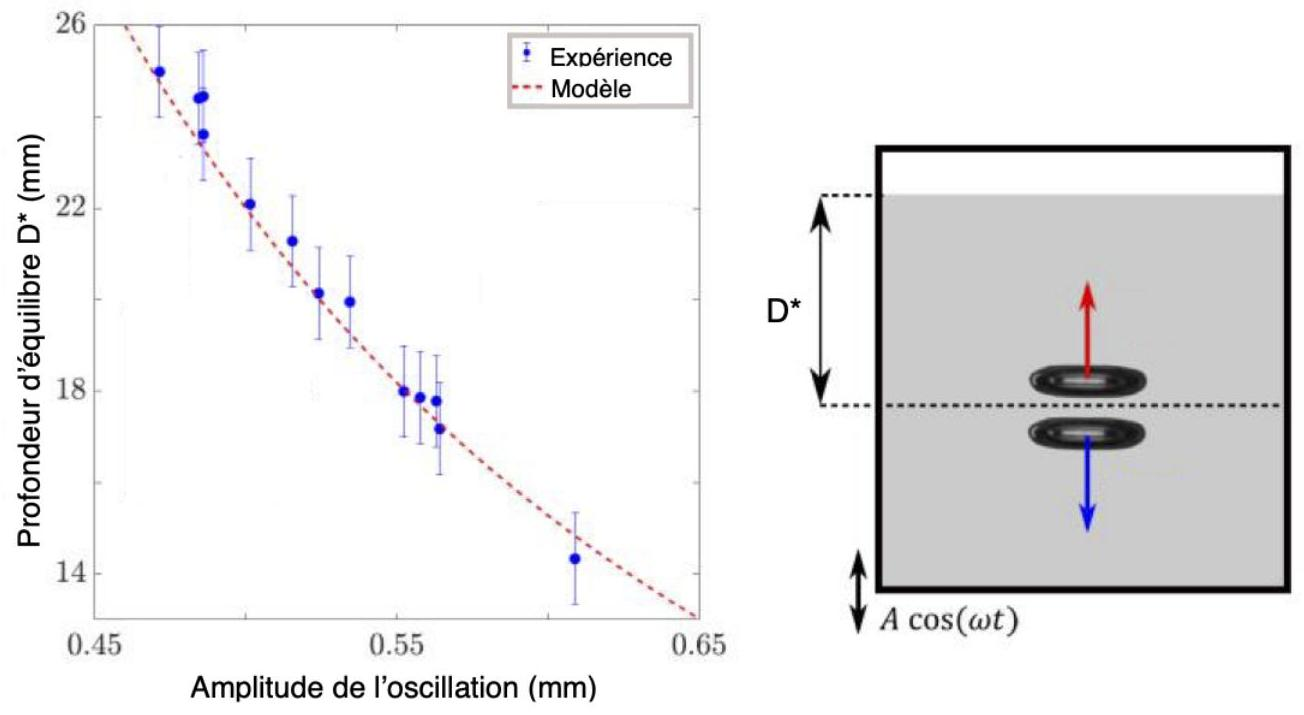 26
22
18
14
Profondeur d'équilibre D* (mm)
Expérience
Modèle
0.45
0.55
0.65
Amplitude de l'oscillation (mm)
D*
A cos(ωt)